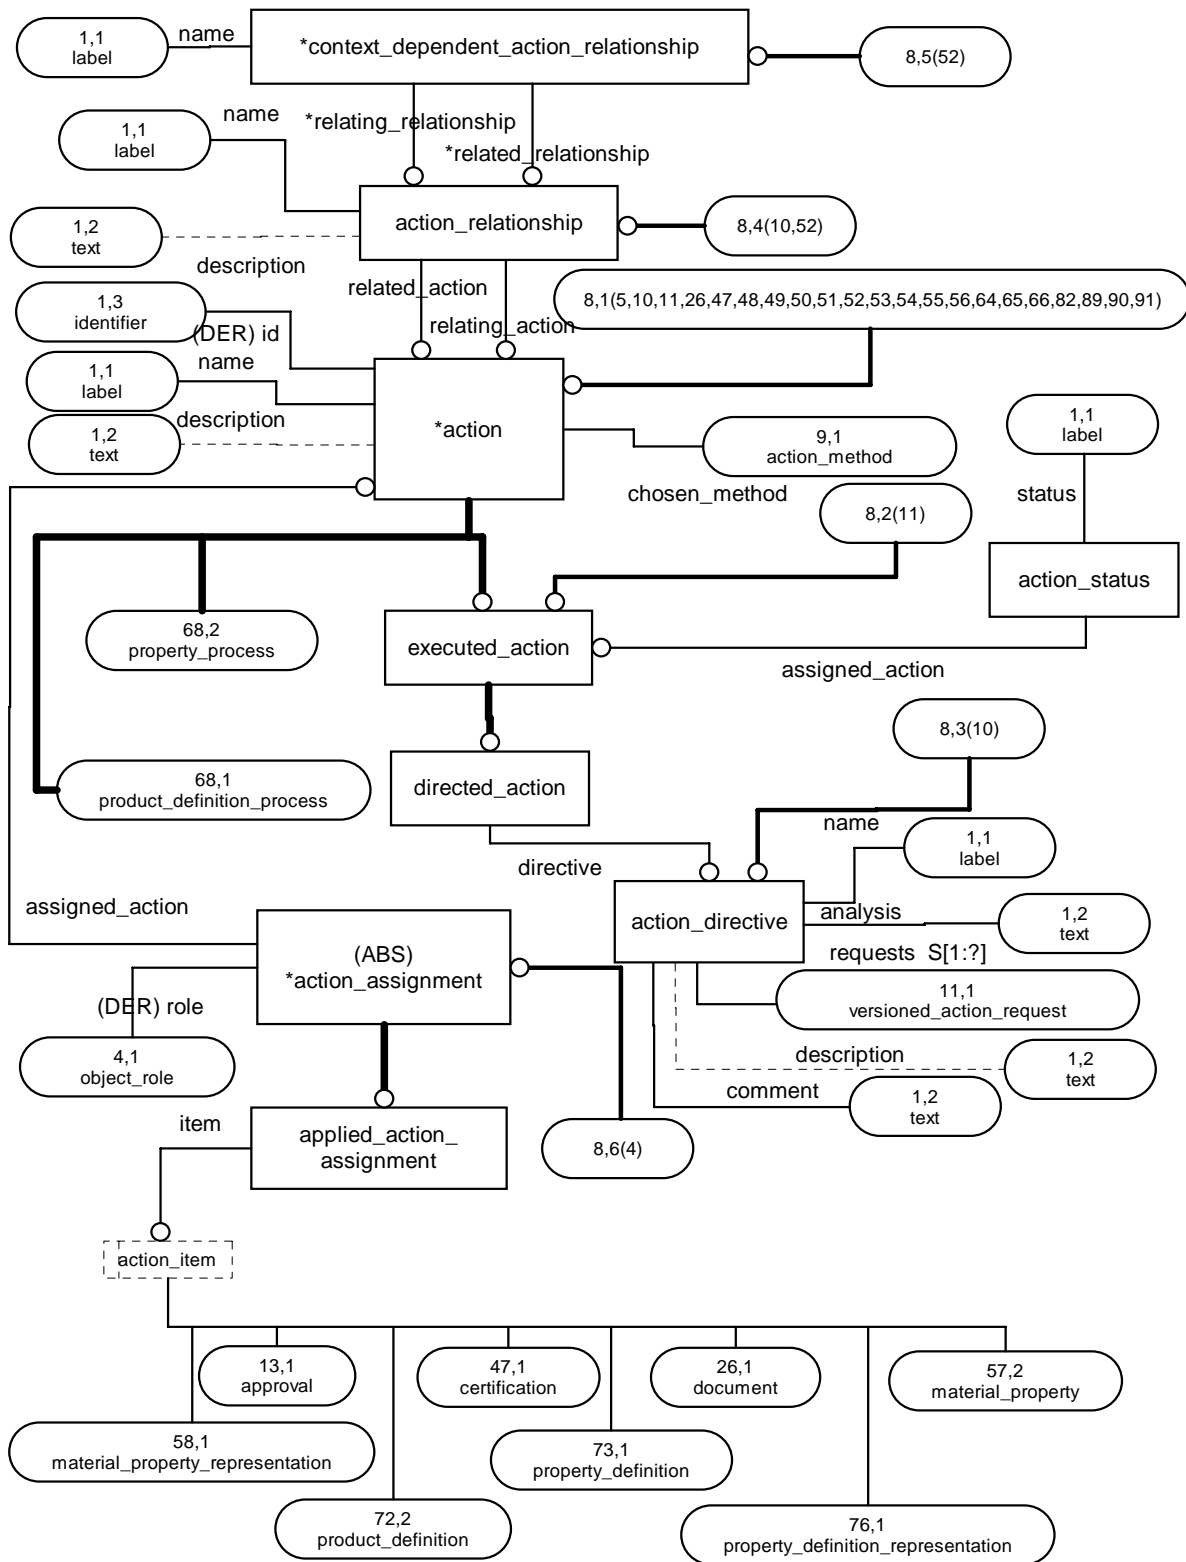 1,1
label
name
*context_dependent_action_relationship
8,5(52)
1,1
label
name
*relating_relationship
*related_relationship
action_relationship
8,4(10,52)
1,2
text
description
related_action
relating_action
8,1(5,10,11,26,47,48,49,50,51,52,53,54,55,56,64,65,66,82,89,90,91)
1,3
identifier
(DER) id
name
1,1
label
description
1,2
text
*action
9,1
action_method
chosen_method
1,1
label
status
8,2(11)
action_status
68,2
property_process
executed_action
assigned_action
8,3(10)
68,1
product_definition_process
directed_action
name
1,1
label
directive
assigned_action
action_directive
analysis
1,2
text
requests S[1:?]
(ABS)
*action_assignment
11,1
versioned_action_request
(DER) role
4,1
object_role
description
1,2
text
comment
1,2
text
item
applied_action_
assignment
8,6(4)
action_item
13,1
approval
47,1
certification
26,1
document
57,2
material_property
58,1
material_property_representation
73,1
property_definition
72,2
product_definition
76,1
property_definition_representation